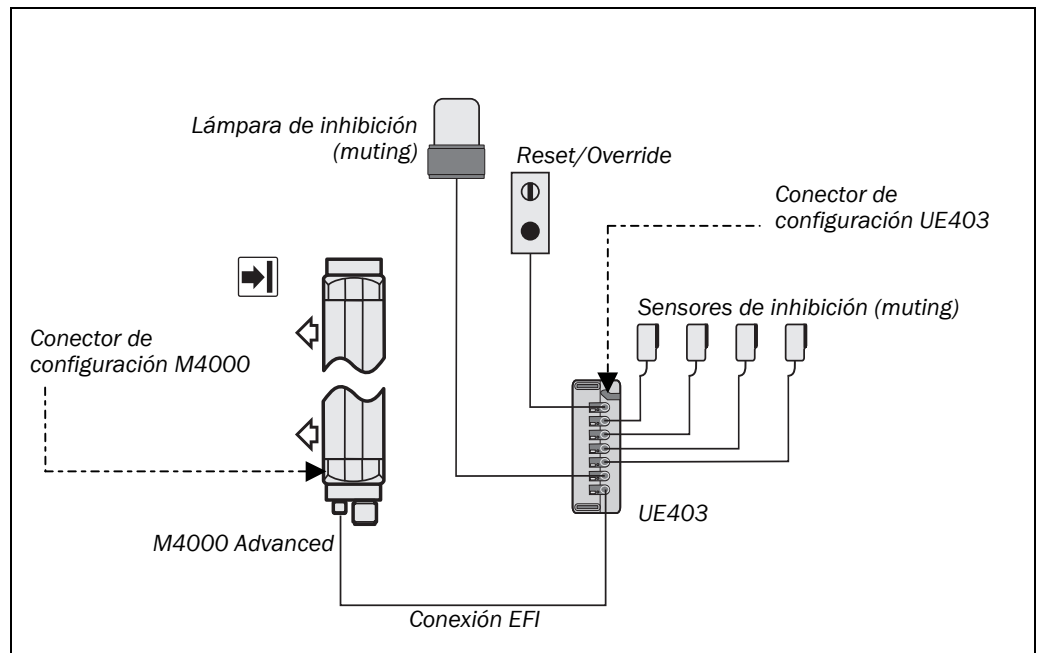 Lámpara de inhibición
(muting)
Reset/Override
Conector de
configuración UE403
Sensores de inhibición (muting)
Conector de
configuración M4000
UE403
M4000 Advanced
Conexión EFI